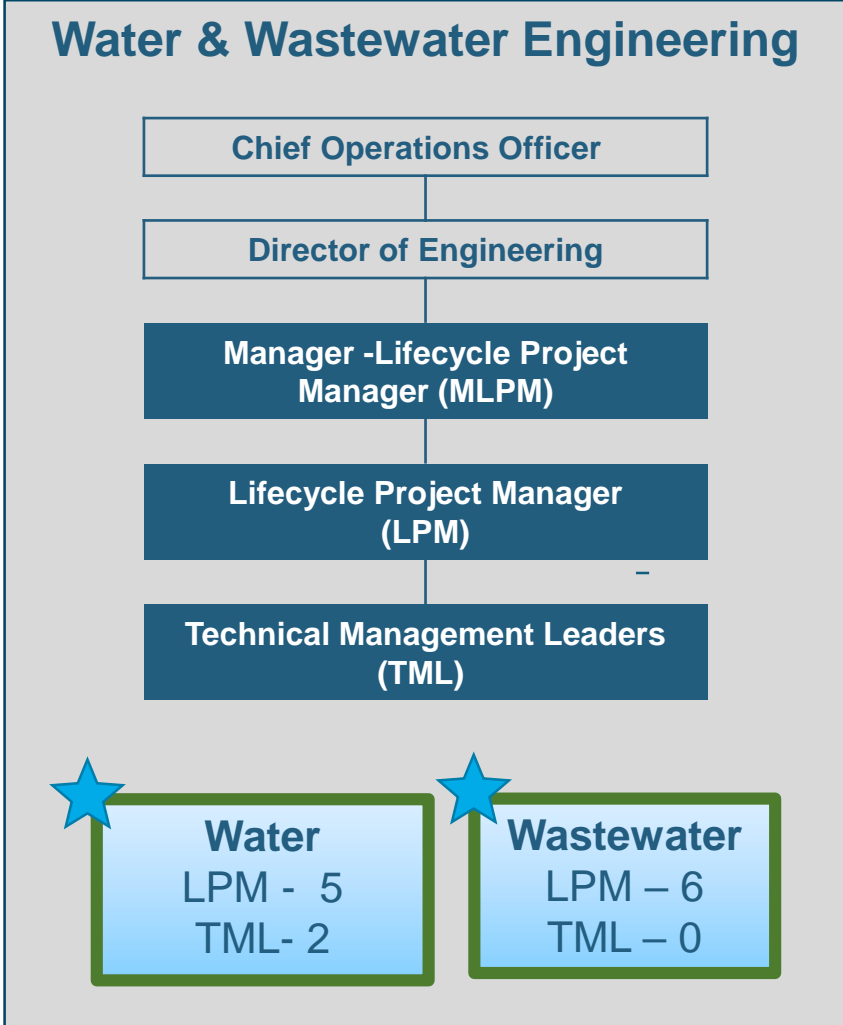 Water & Wastewater Engineering
Chief Operations Officer
Director of Engineering
Manager -Lifecycle Project
Manager (MLPM)
Lifecycle Project Manager
(LPM)
–
Technical Management Leaders
(TML)
Water
LPM - 5
TML- 2
Wastewater
LPM – 6
TML – 0